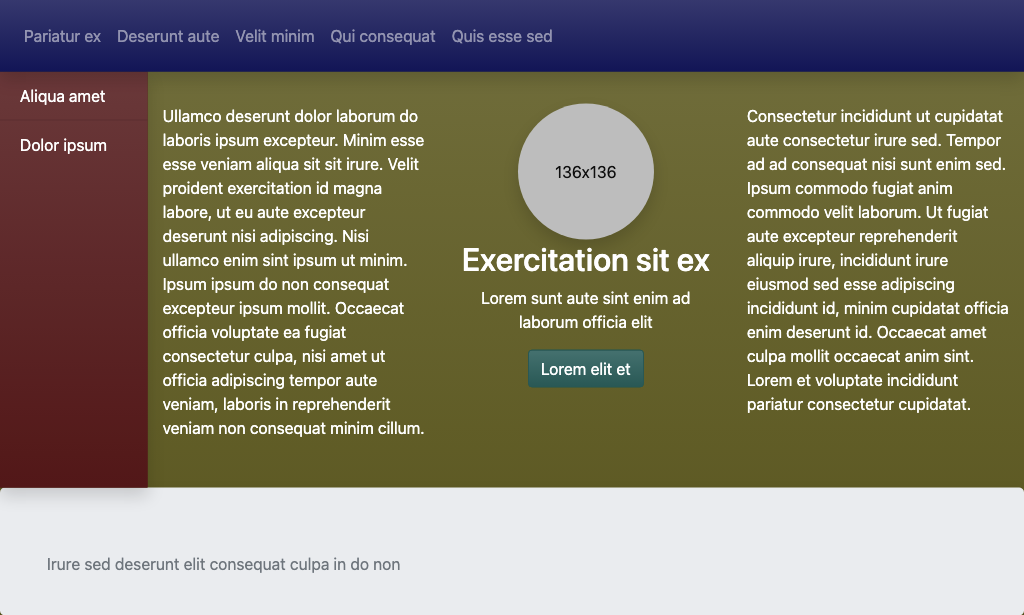 Pariatur ex Deserunt aute Velit minim Qui consequat Quis esse sed
Aliqua amet
Dolor ipsum
Ullamco deserunt dolor laborum do
laboris ipsum excepteur. Minim esse
esse veniam aliqua sit sit irure. Velit
proident exercitation id magna
labore, ut eu aute excepteur
deserunt nisi adipiscing. Nisi
ullamco enim sint ipsum ut minim.
Ipsum ipsum do non consequat
excepteur ipsum mollit. Occaecat
officia voluptate ea fugiat
consectetur culpa, nisi amet ut
officia adipiscing tempor aute
veniam, laboris in reprehenderit
veniam non consequat minim cillum.
136x136
Exercitation sit ex
Lorem sunt aute sint enim ad
laborum officia elit
Lorem elit et
Consectetur incididunt ut cupidatat
aute consectetur irure sed. Tempor
ad ad consequat nisi sunt enim sed.
Ipsum commodo fugiat anim
commodo velit laborum. Ut fugiat
aute excepteur reprehenderit
aliquip irure, incididunt irure
eiusmod sed esse adipiscing
incididunt id, minim cupidatat officia
enim deserunt id. Occaecat amet
culpa mollit occaecat anim sint.
Lorem et voluptate incididunt
pariatur consectetur cupidatat.
Irure sed deserunt elit consequat culpa in do non